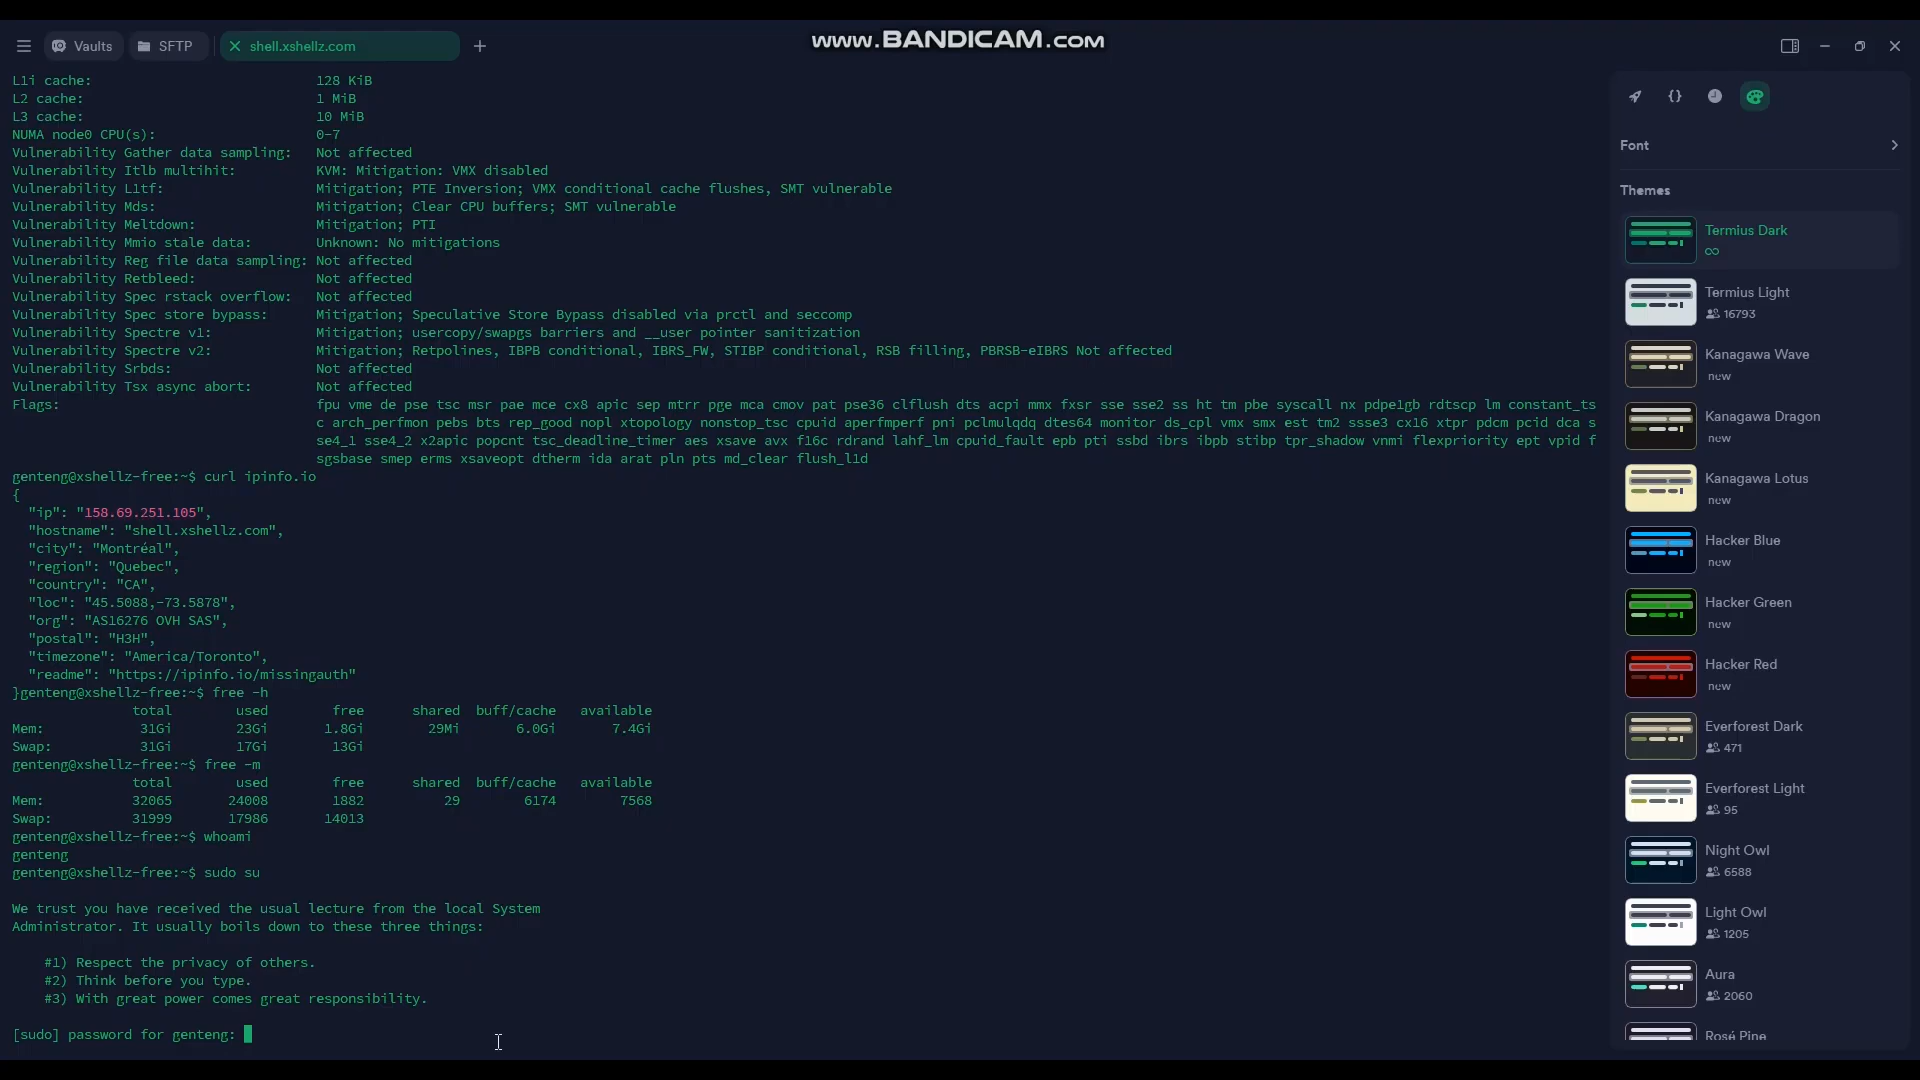 Vaults
SFTP
shell.xshellz.com
www.BANDICAM.com
L1i cache: 128 KiB
L2 cache: 1 MiB
L3 cache: 10 MiB
NUMA node0 CPU(s): 0-7
Vulnerability Gather data sampling: Not affected
Vulnerability Itlb multihit: KVM: Mitigation: VMX disabled
Vulnerability L1tf: Mitigation; PTE Inversion; VMX conditional cache flushes, SMT vulnerable
Vulnerability Mds: Mitigation; Clear CPU buffers; SMT vulnerable
Vulnerability Meltdown: Mitigation; PTI
Vulnerability Mmio stale data: Unknown: No mitigations
Vulnerability Reg file data sampling: Not affected
Vulnerability Retbleed: Not affected
Vulnerability Spec rstack overflow: Not affected
Vulnerability Spec store bypass: Mitigation; Speculative Store Bypass disabled via prctl and seccomp
Vulnerability Spectre v1: Mitigation; usercopy/swapgs barriers and __user pointer sanitization
Vulnerability Spectre v2: Mitigation; Retpolines, IBPB conditional, IBRS_FW, STIBP conditional, RSB filling, PBRSB-eIBRS Not affected
Vulnerability Srbds: Not affected
Vulnerability Tsx async abort: Not affected
Flags: fpu vme de pse tsc msr pae mce cx8 apic sep mtrr pge mca cmov pat pse36 clflush dts acpi mmx fxsr sse sse2 ss ht tm pbe syscall nx pdpe1gb rdtscp lm constant_ts
c arch_perfmon pebs bts rep_good nopl xtopology nonstop_tsc cpuid aperfmperf pni pclmulqdq dtes64 monitor ds_cpl vmx smx est tm2 ssse3 cx16 xtpr pdcm pcid dca s
se4_1 sse4_2 x2apic popcnt tsc_deadline_timer aes xsave avx f16c rdrand lahf_lm cpuid_fault epb pti ssbd ibrs ibpb stibp tpr_shadow vnmi flexpriority ept vpid f
sgsbase smep erms xsaveopt dtherm ida arat pln pts md_clear flush_l1d
genteng@xshellz-free:~$ curl ipinfo.io
{
"ip": "158.69.251.105",
"hostname": "shell.xshellz.com",
"city": "Montréal",
"region": "Quebec",
"country": "CA",
"loc": "45.5088,-73.5878",
"org": "AS16276 OVH SAS",
"postal": "H3H",
"timezone": "America/Toronto",
"readme": "https://ipinfo.io/missingauth"
}genteng@xshellz-free:~$ free -h
total used free shared buff/cache available
Mem: 31Gi 23Gi 1.8Gi 29Mi 6.0Gi 7.4Gi
Swap: 31Gi 17Gi 13Gi
genteng@xshellz-free:~$ free -m
total used free shared buff/cache available
Mem: 32065 24008 1882 29 6174 7568
Swap: 31999 17986 14013
genteng@xshellz-free:~$ whoami
genteng
genteng@xshellz-free:~$ sudo su
We trust you have received the usual lecture from the local System
Administrator. It usually boils down to these three things:
#1) Respect the privacy of others.
#2) Think before you type.
#3) With great power comes great responsibility.
[sudo] password for genteng:
Font
Themes
Termius Dark
∞
Termius Light
16793
Kanagawa Wave
new
Kanagawa Dragon
new
Kanagawa Lotus
new
Hacker Blue
new
Hacker Green
new
Hacker Red
new
Everforest Dark
471
Everforest Light
95
Night Owl
6588
Light Owl
1205
Aura
2060
Rosé Pine